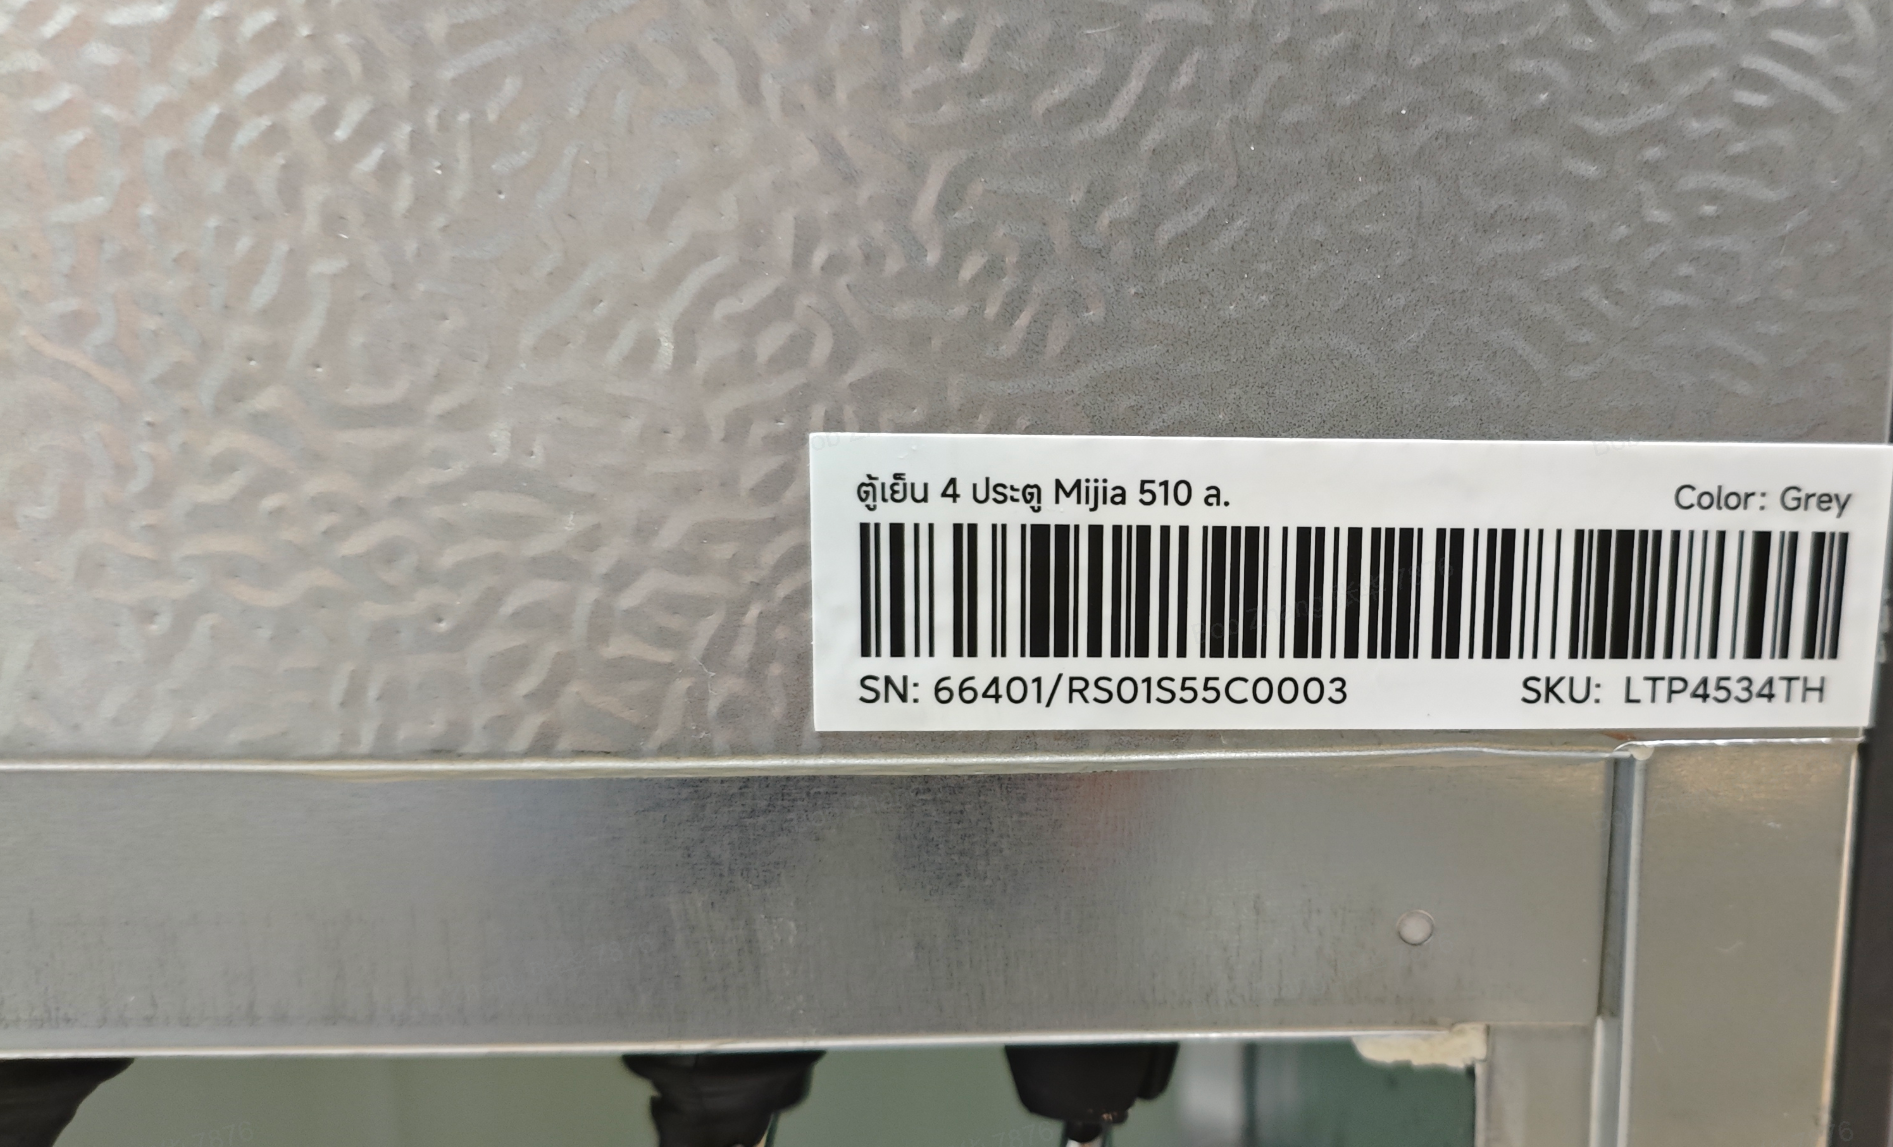 ตู้เย็น 4 ประตู Mijia 510 ล.
Color: Grey
SN: 66401/RS01S55C0003
SKU: LTP4534TH